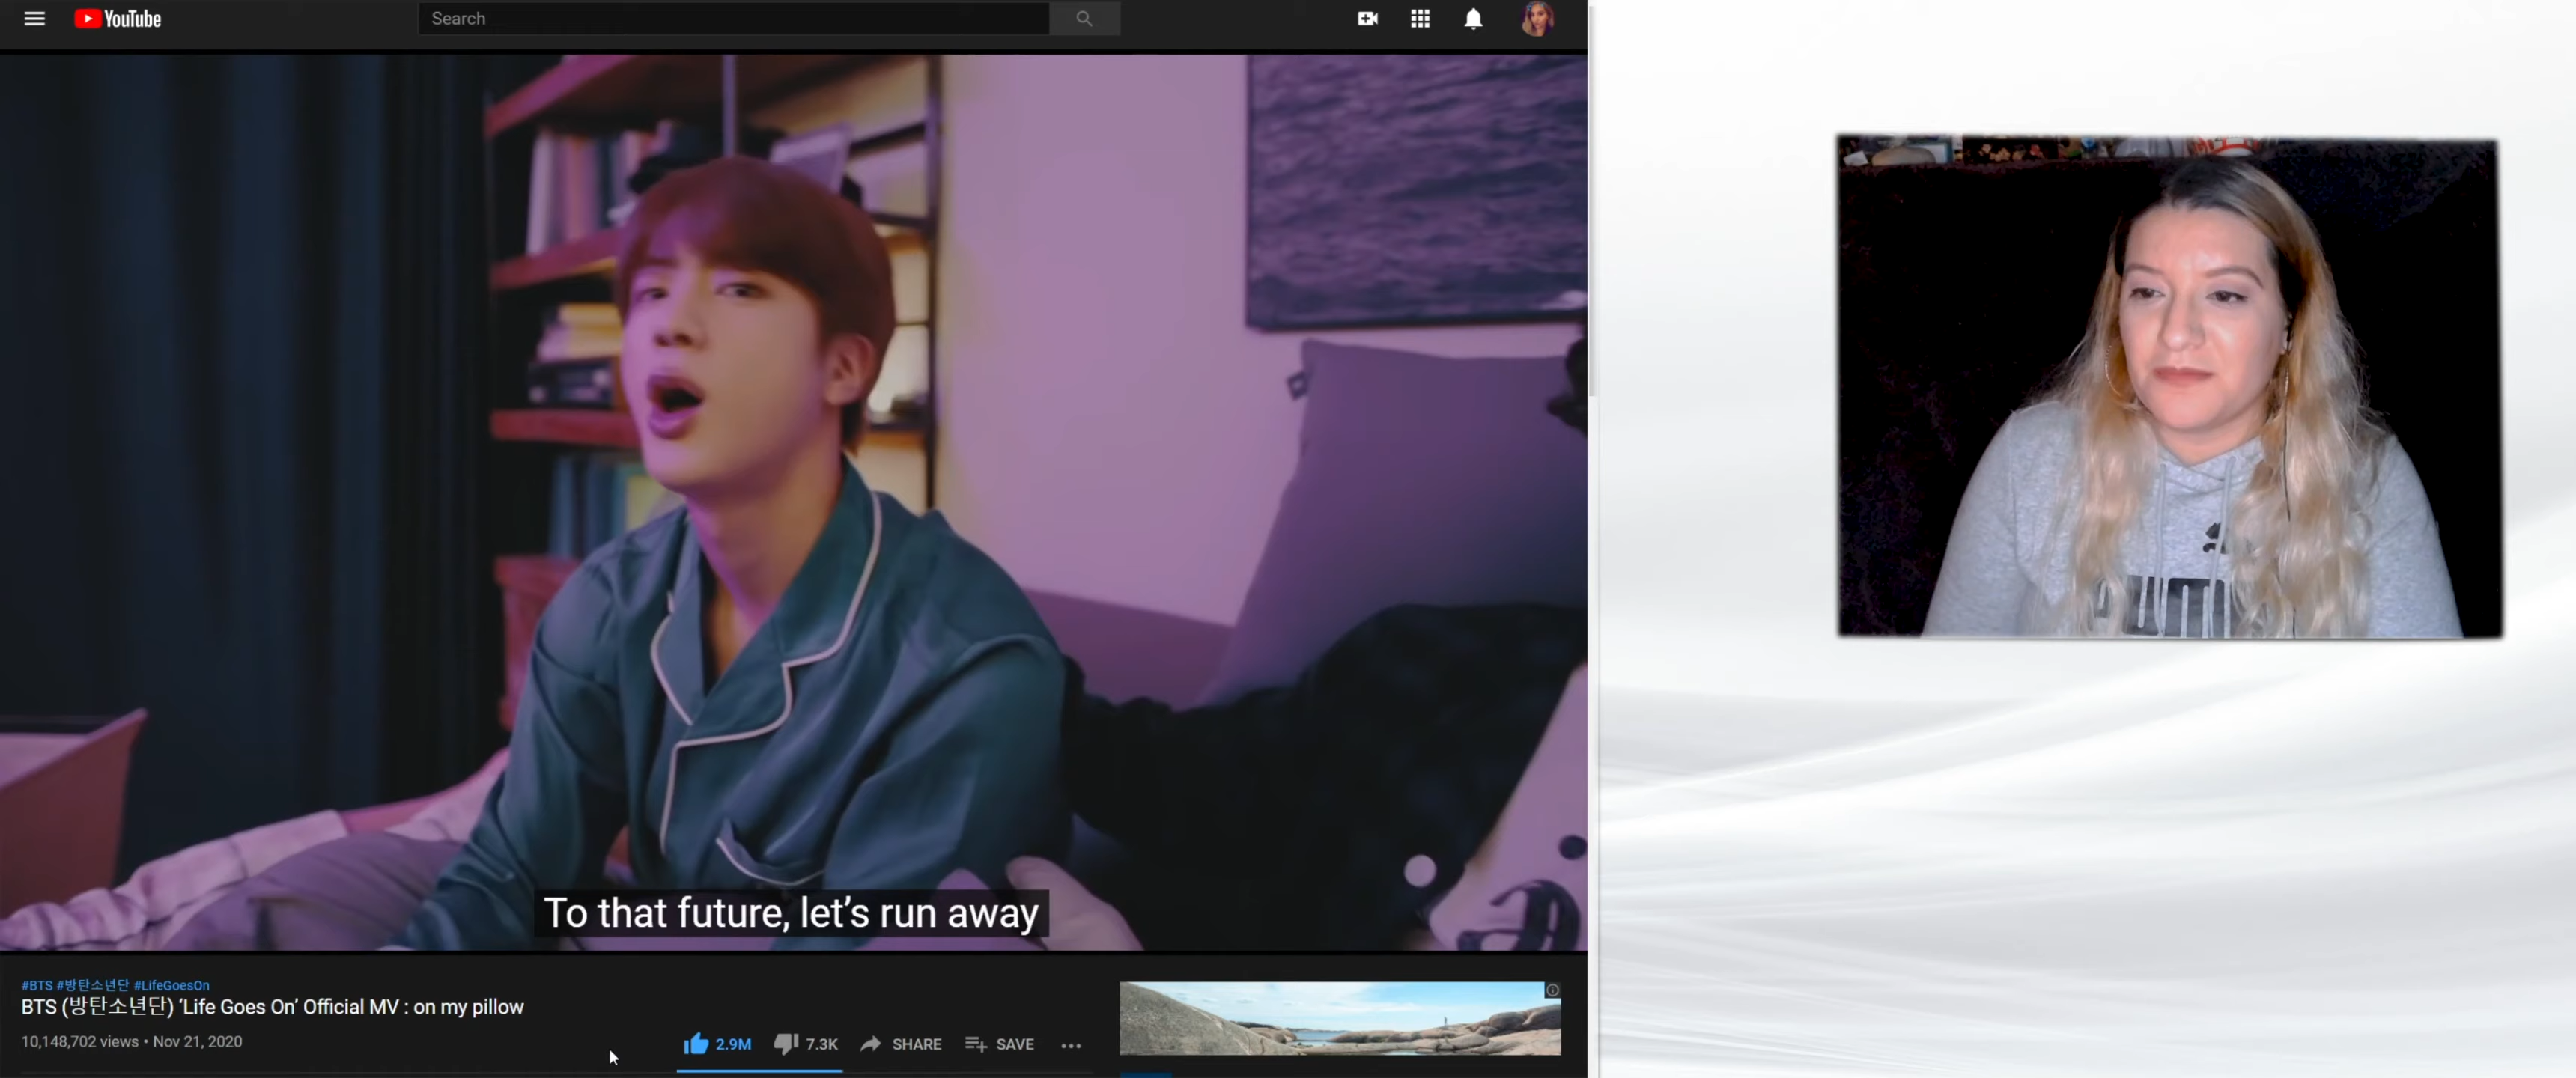 YouTube
Search
To that future, let's run away
#BTS #방탄소년단 #LifeGoesOn
BTS (방탄소년단) ‘Life Goes On’ Official MV : on my pillow
10,148,702 views • Nov 21, 2020
2.9M
7.3K
SHARE
SAVE